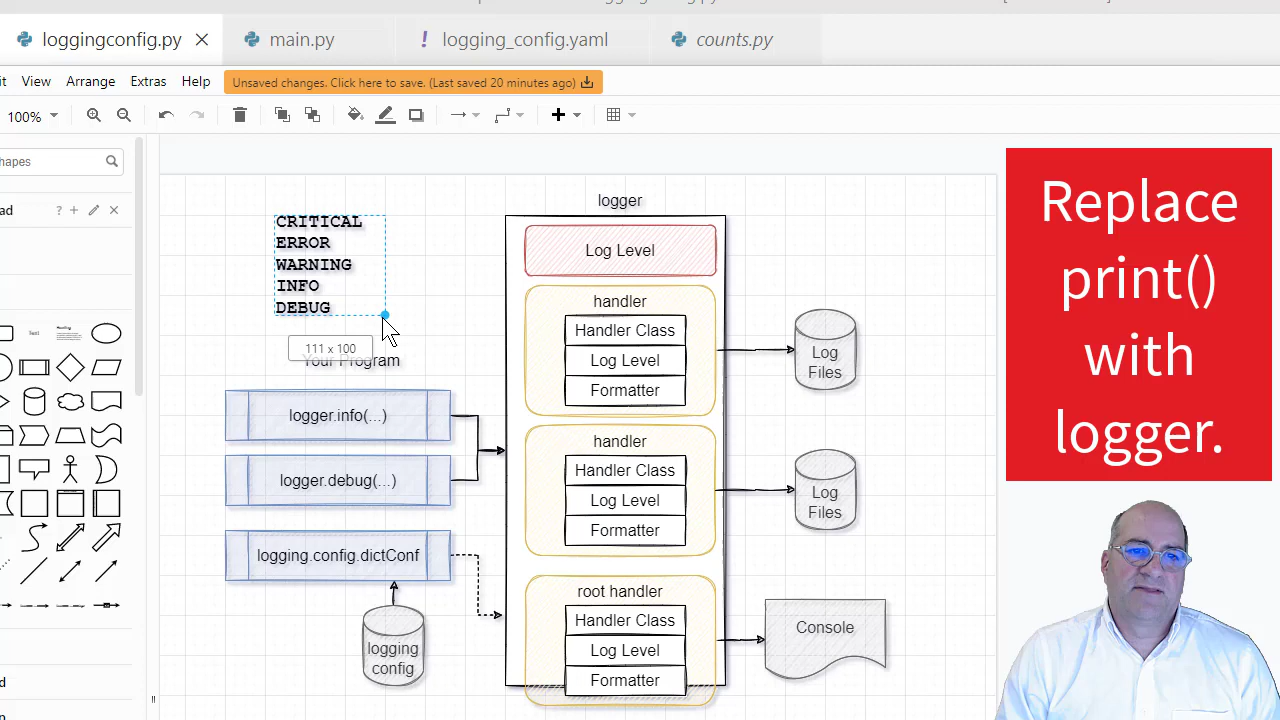 loggingconfig.py
main.py
! logging_config.yaml
counts.py
it View Arrange Extras Help
Unsaved changes. Click here to save. (Last saved 20 minutes ago)
100%
hapes
ad ?
Text
Heading
logger
CRITICAL
ERROR
WARNING
INFO
DEBUG
111 x 100
Your Program
logger.info(...)
logger.debug(...)
logging.config.dictConf
logging
config
Log Level
handler
Handler Class
Log Level
Formatter
Log
Files
handler
Handler Class
Log Level
Formatter
Log
Files
root handler
Handler Class
Log Level
Formatter
Console
d
Replace
print()
with
logger.